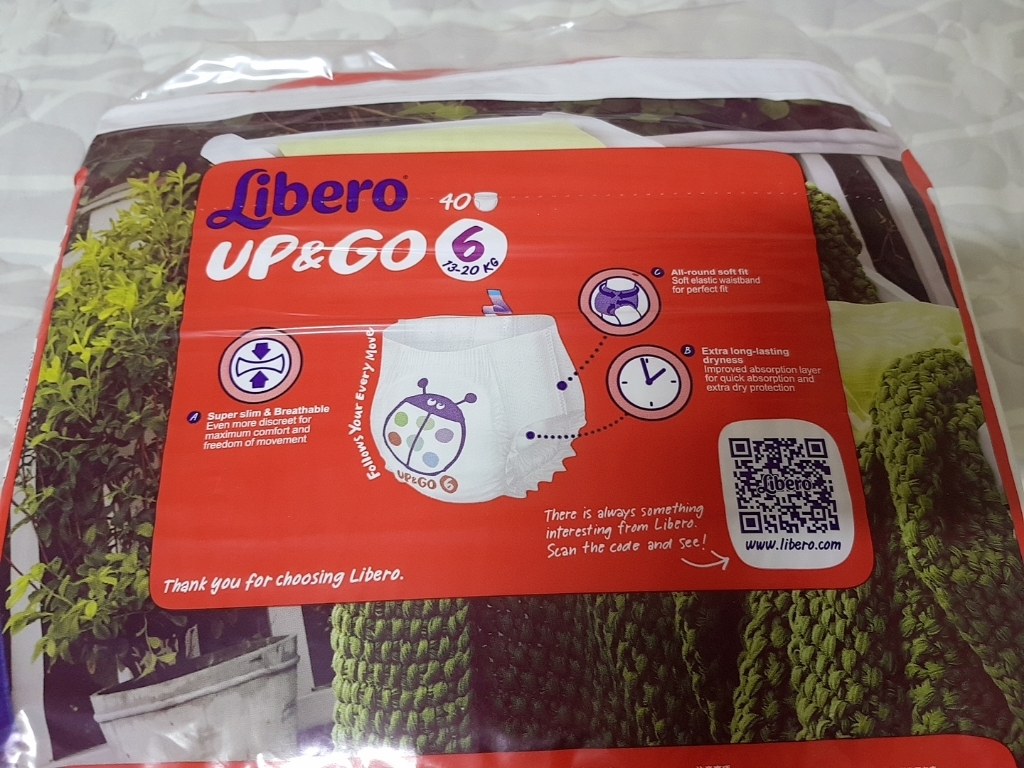 Libero
40
UP&GO
6
13-20 KG
C
All-round soft fit
Soft elastic waistband
for perfect fit
B
Extra long-lasting
dryness
Improved absorption layer
for quick absorption and
extra dry protection
A
Super slim & Breathable
Even more discreet for
maximum comfort and
freedom of movement
Follows Your Every Move
UP&GO 6
Libero
www.libero.com
There is always something
interesting from Libero.
Scan the code and see!
Thank you for choosing Libero.